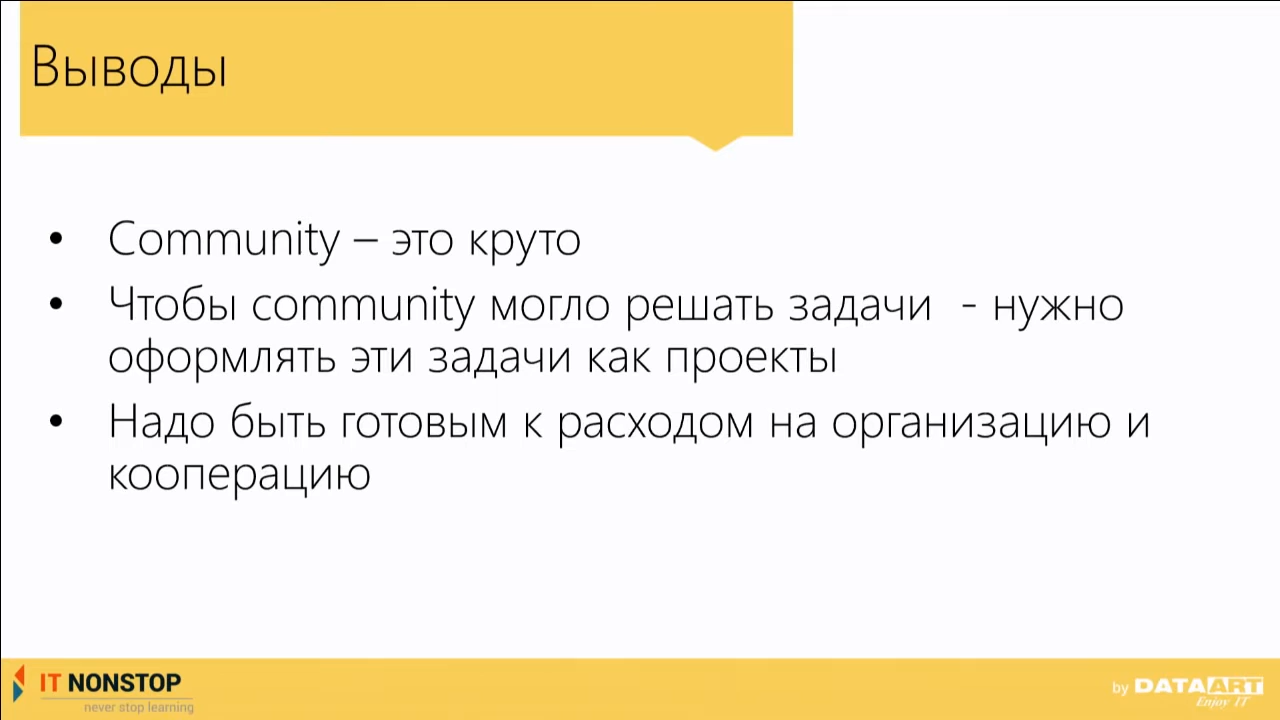 Выводы
• Community – это круто
• Чтобы community могло решать задачи  - нужно
оформлять эти задачи как проекты
• Надо быть готовым к расходом на организацию и
кооперацию
IT NONSTOP
never stop learning
by DATAART
Enjoy IT